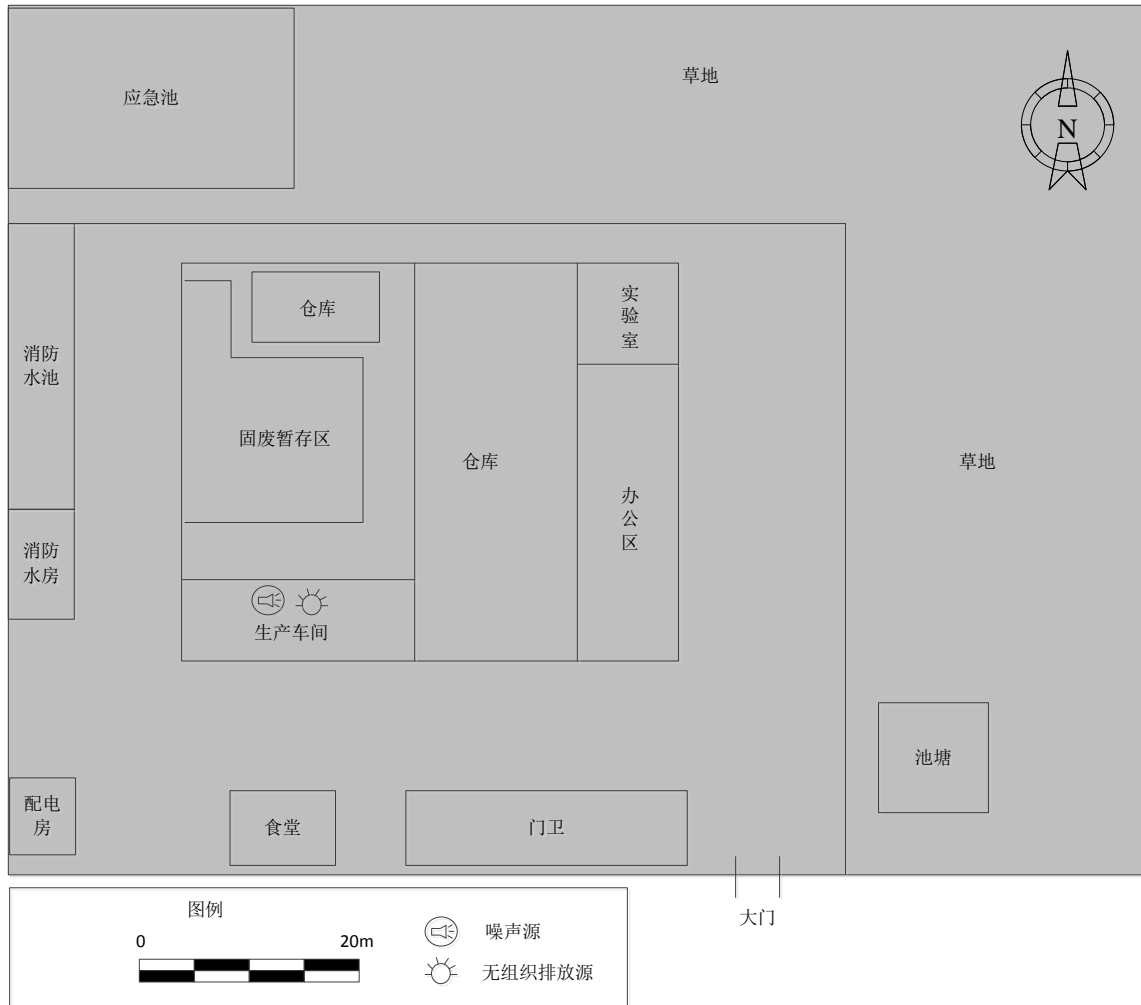 草地
应急池
N
仓库
实
验
室
消防
水池
固废暂存区
仓库
草地
办
公
区
消防
水房
生产车间
池塘
配电
房
食堂
门卫
大门
图例
0
20m
噪声源
无组织排放源